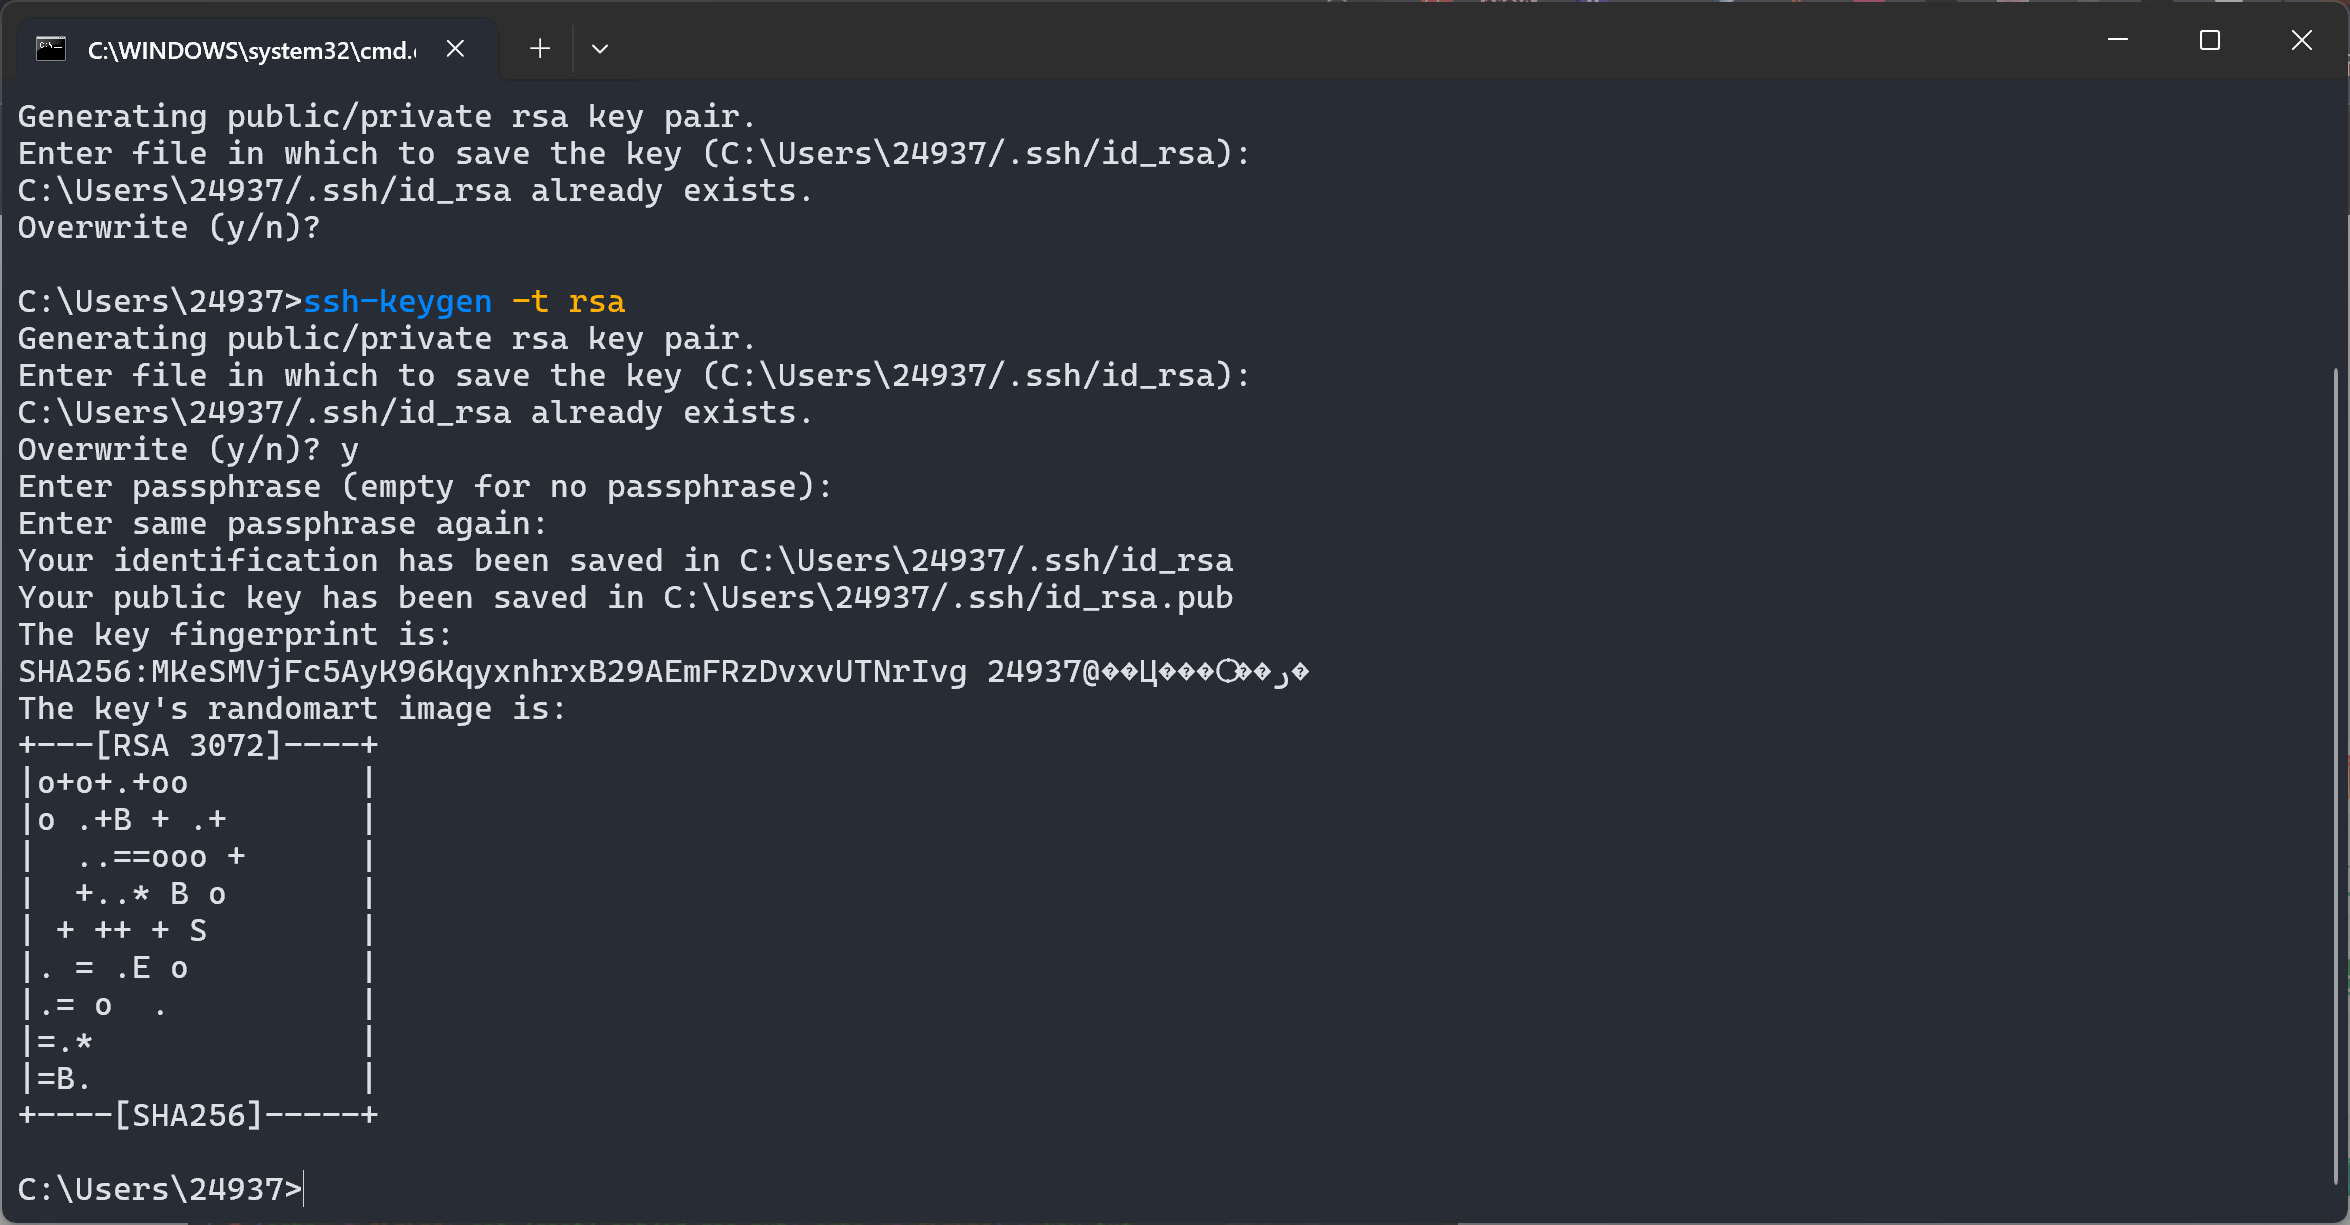 C:\WINDOWS\system32\cmd.
Generating public/private rsa key pair.
Enter file in which to save the key (C:\Users\24937/.ssh/id_rsa):
C:\Users\24937/.ssh/id_rsa already exists.
Overwrite (y/n)?
C:\Users\24937>ssh-keygen -t rsa
Generating public/private rsa key pair.
Enter file in which to save the key (C:\Users\24937/.ssh/id_rsa):
C:\Users\24937/.ssh/id_rsa already exists.
Overwrite (y/n)? y
Enter passphrase (empty for no passphrase):
Enter same passphrase again:
Your identification has been saved in C:\Users\24937/.ssh/id_rsa
Your public key has been saved in C:\Users\24937/.ssh/id_rsa.pub
The key fingerprint is:
SHA256:MKeSMVjFc5AyK96KqyxnhrxB29AEmFRzDvxvUTNrIvg 24937@��Ц���
The key's randomart image is:
+---[RSA 3072]----+
|o+o+.+oo         |
|o .+B + .+       |
|  ..==ooo +      |
|  +..* B o       |
| + ++ + S        |
|. = .E o         |
|.= o  .          |
|=.*              |
|=B.              |
+----[SHA256]-----+
C:\Users\24937>